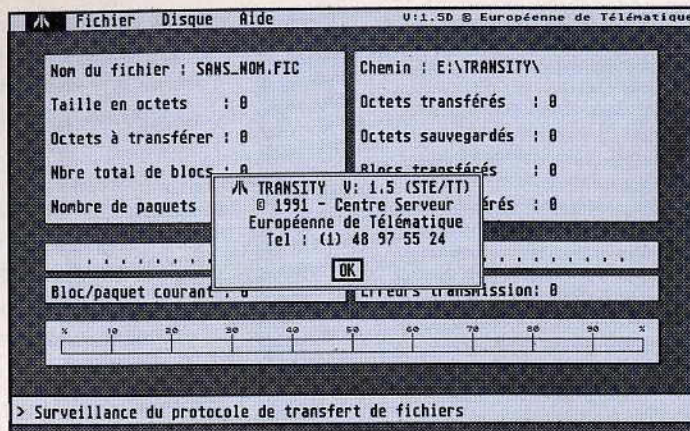 Fichier Disque Aide V:1.5D © Européenne de Télématique
Nom du fichier : SANS_NOM.FIC
Taille en octets : 0
Octets à transférer : 0
Nbre total de blocs : 0
Nombre de paquets
Chemin : E:\TRANSITY\
Octets transférés : 0
Octets sauvegardés : 0
Blocs transférés : 0
érés : 0
TRANSITY V: 1.5 (STE/TT)
© 1991 - Centre Serveur
Européenne de Télématique
Tel : (1) 48 97 55 24
OK
Bloc/paquet courant : 0
Erreurs transmission: 0
% 10 20 30 40 50 60 70 80 90 %
> Surveillance du protocole de transfert de fichiers